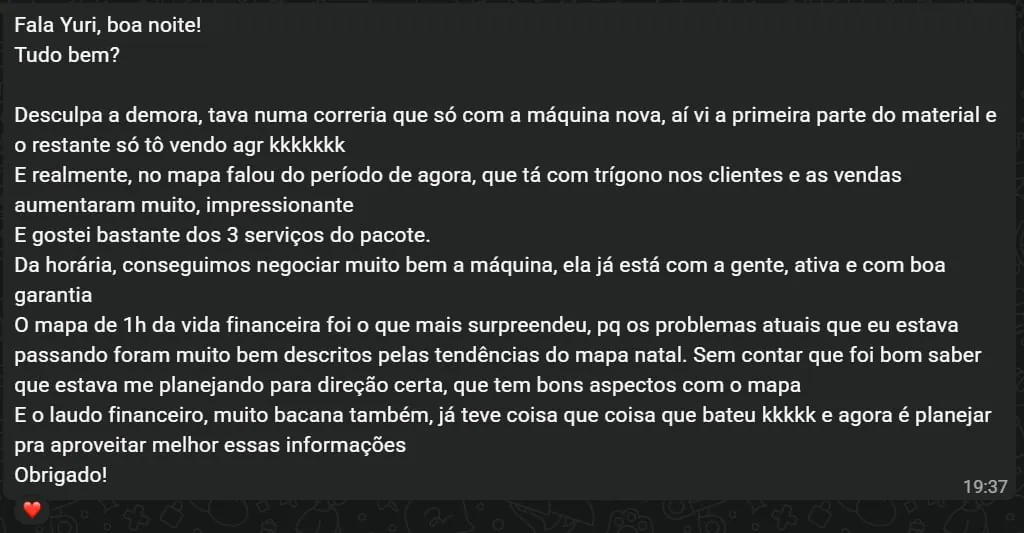 Fala Yuri, boa noite!
Tudo bem?
Desculpa a demora, tava numa correria que só com a máquina nova, aí vi a primeira parte do material e
o restante só tô vendo agr kkkkkkk
E realmente, no mapa falou do período de agora, que tá com trígono nos clientes e as vendas
aumentaram muito, impressionante
E gostei bastante dos 3 serviços do pacote.
Da horária, conseguimos negociar muito bem a máquina, ela já está com a gente, ativa e com boa
garantia
O mapa de 1h da vida financeira foi o que mais surpreendeu, pq os problemas atuais que eu estava
passando foram muito bem descritos pelas tendências do mapa natal. Sem contar que foi bom saber
que estava me planejando para direção certa, que tem bons aspectos com o mapa
E o laudo financeiro, muito bacana também, já teve coisa que coisa que bateu kkkkk e agora é planejar
pra aproveitar melhor essas informações
Obrigado!
19:37